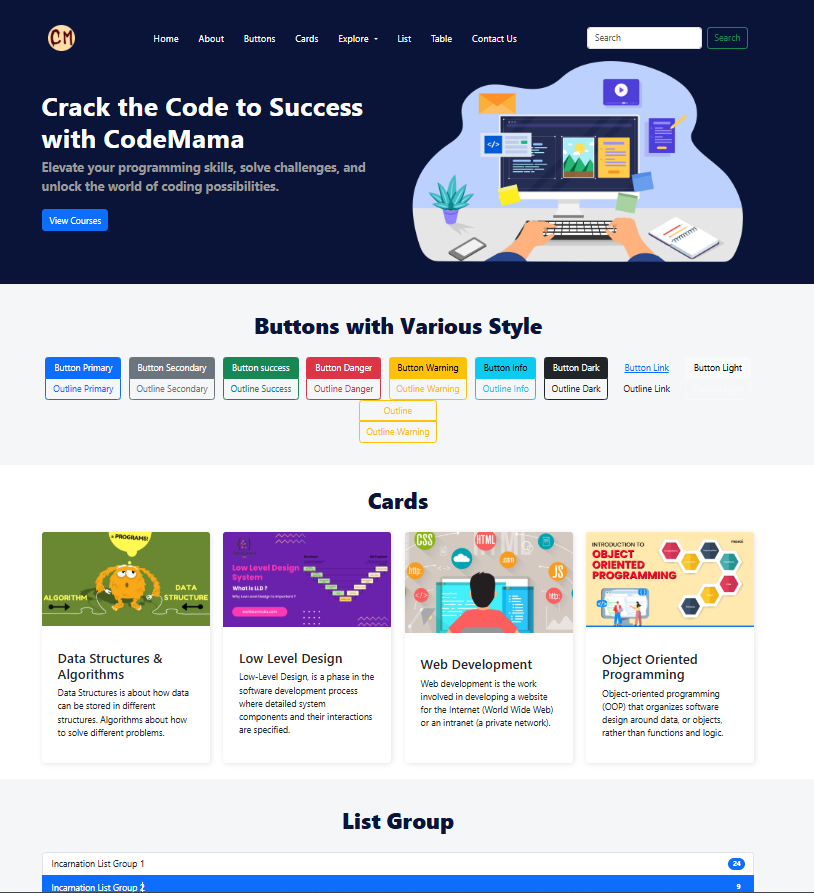 CM
Home About Buttons Cards Explore List Table Contact Us
Search Search
Crack the Code to Success
with CodeMama
Elevate your programming skills, solve challenges, and
unlock the world of coding possibilities.
View Courses
</>
Buttons with Various Style
Button Primary Button Secondary Button success Button Danger Button Warning Button Info Button Dark Button Link Button Light
Outline Primary Outline Secondary Outline Success Outline Danger Outline Warning Outline Info Outline Dark Outline Link
Outline
Outline Warning
Cards
+ PROGRAMS!
ALGORITHM
DATA
STRUCTURE
Low Level Design
System
What is LLD ?
CSS
HTML
.com
http:
JS
</>
http:
INTRODUCTION TO
OBJECT
ORIENTED
PROGRAMMING
Data Structures &
Algorithms
Data Structures is about how data
can be stored in different
structures. Algorithms about how
to solve different problems.
Low Level Design
Low-Level Design, is a phase in the
software development process
where detailed system
components and their interactions
are specified.
Web Development
Web development is the work
involved in developing a website
for the Internet (World Wide Web)
or an intranet (a private network).
Object Oriented
Programming
Object-oriented programming
(OOP) that organizes software
design around data, or objects,
rather than functions and logic.
List Group
Incarnation List Group 1 24
Incarnation List Group 2 9